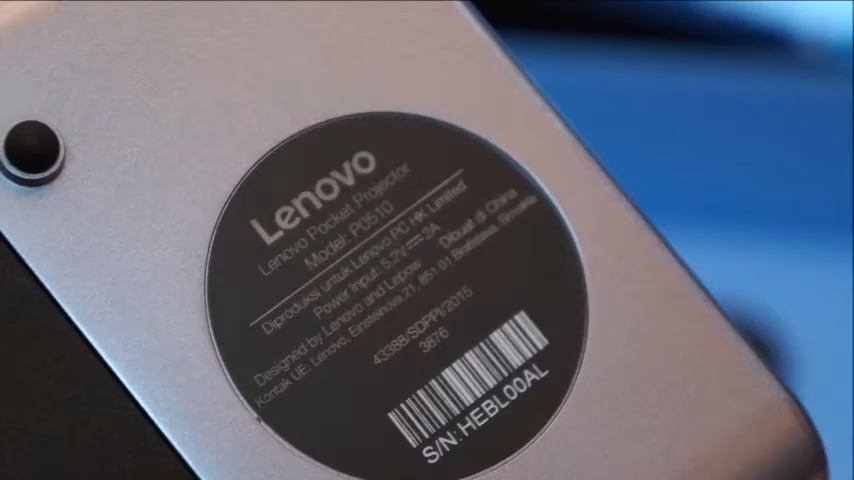 Lenovo
Lenovo Pocket Projector
Model: P0510
Diproduksi untuk Lenovo PC HK Limited
Power Input: 5.2V⎓2A Dibuat di China
Designed by Lenovo and Lepow
Kontak UE: Lenovo, Einsteinova 21, 851 01 Bratislava, Slovakia
43388/SDPPI/2015
3876
S/N: HEBL00AL